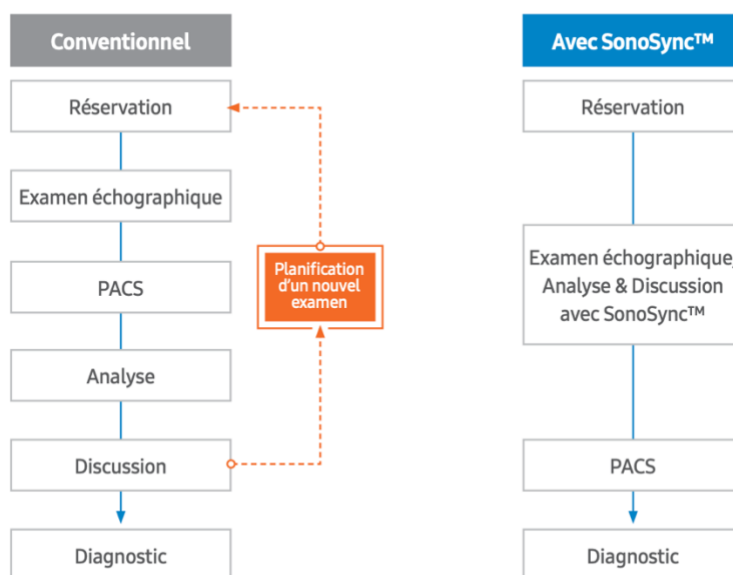 Conventionnel
Réservation
Examen échographique
PACS
Analyse
Discussion
Diagnostic
Planification
d'un nouvel
examen
Avec SonoSync™
Réservation
Examen échographique,
Analyse & Discussion
avec SonoSync™
PACS
Diagnostic